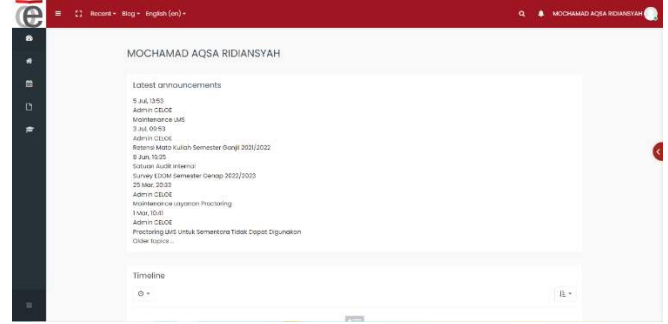 Recent Blog English (en) MOCHAMAD AQSA RIDIANSYAH
MOCHAMAD AQSA RIDIANSYAH
Latest announcements
5 Jul, 13:53
Admin CELOE
Maintenance LMS
3 Jul, 09:53
Admin CELOE
Retensi Mata Kuliah Semester Ganjil 2021/2022
8 Jun, 16:35
Satuan Audit Internal
Survey EDOM Semester Genap 2022/2023
25 Mar, 20:33
Admin CELOE
Maintenance Layanan Proctoring
1 Mar, 10:41
Admin CELOE
Proctoring LMS Untuk Sementara Tidak Dapat Digunakan
Older topics ...
Timeline